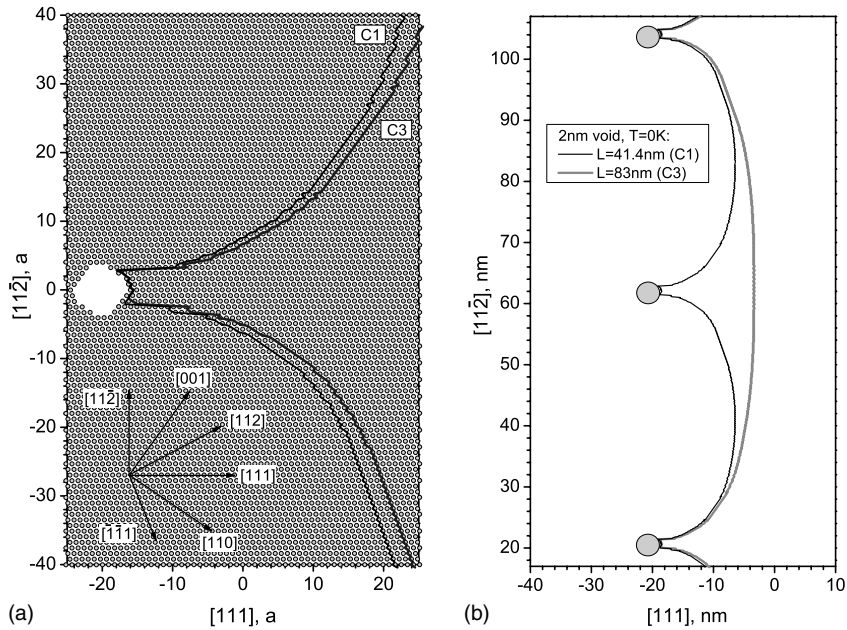 40
30
20
10
0
-10
-20
-30
-40
[112̄], a
C1
C3
[001]
[112̄]
[112]
[111]
[110]
[1̄1̄1]
-20 -10 0 10 20
[111], a
(a)
100
90
80
70
60
50
40
30
20
[112̄], nm
2nm void, T=0K:
L=41.4nm (C1)
L=83nm (C3)
-40 -30 -20 -10 0 10
[111], nm
(b)